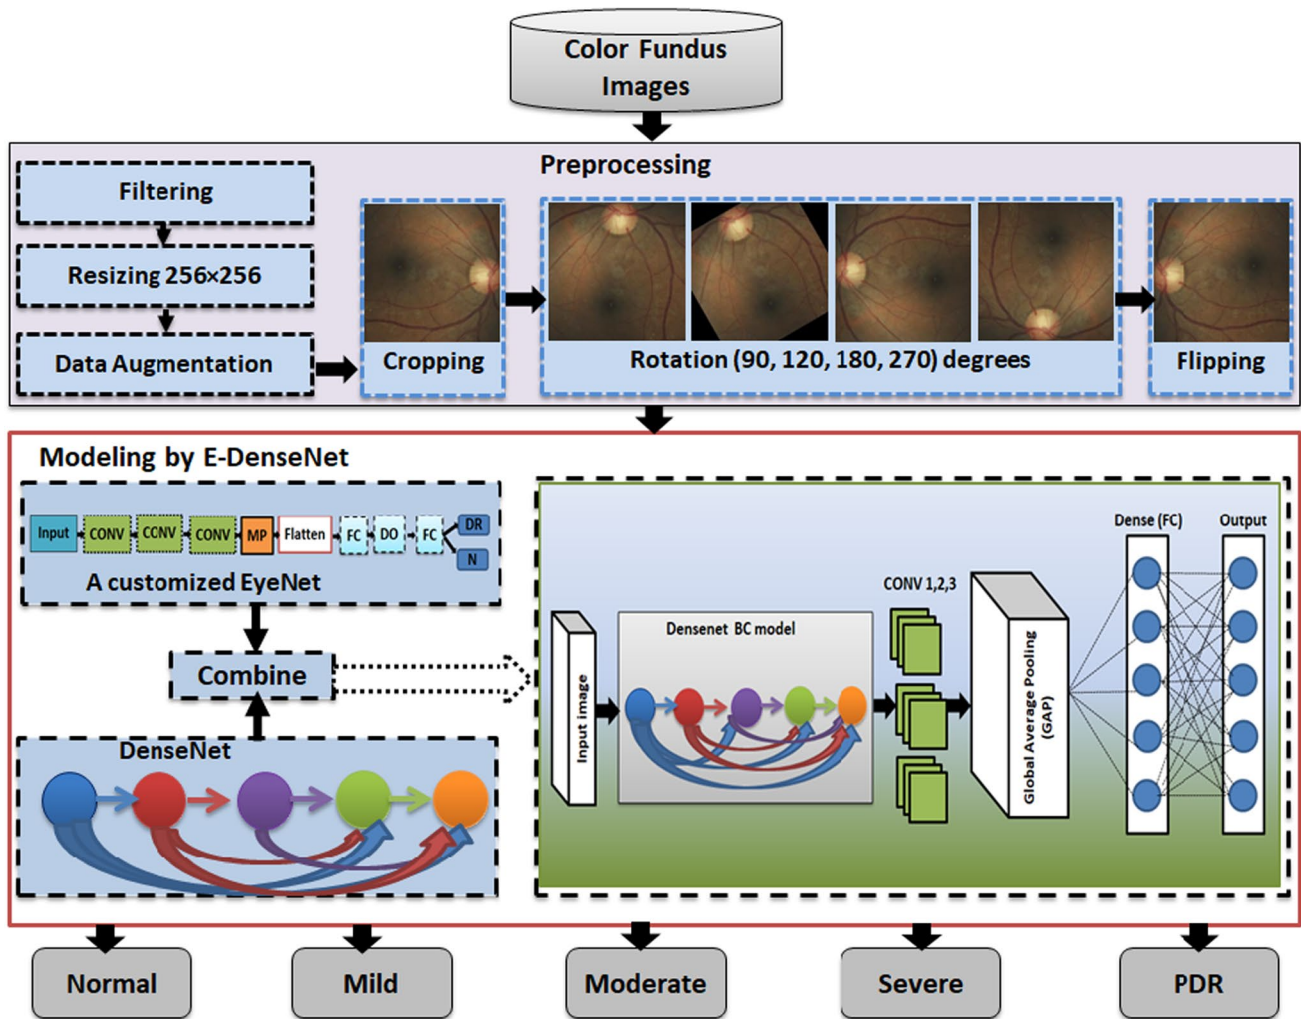 Color Fundus
Images
Preprocessing
Filtering
Resizing 256×256
Data Augmentation
Cropping
Rotation (90, 120, 180, 270) degrees
Flipping
Modeling by E-DenseNet
Input
CONV
CONV
CONV
MP
Flatten
FC
DO
FC
DR
N
A customized EyeNet
Combine
DenseNet
Input image
Densenet BC model
CONV 1,2,3
Global Average Pooling
(GAP)
Dense (FC)
Output
Normal
Mild
Moderate
Severe
PDR